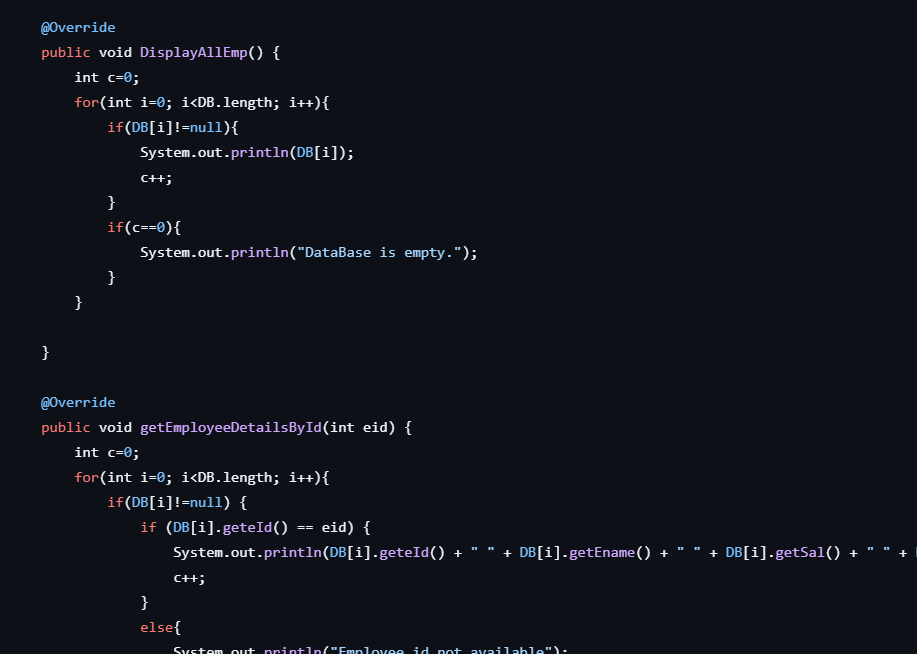 @Override
public void DisplayAllEmp() {
int c=0;
for(int i=0; i<DB.length; i++){
if(DB[i]!=null){
System.out.println(DB[i]);
c++;
}
if(c==0){
System.out.println("DataBase is empty.");
}
}
}
@Override
public void getEmployeeDetailsById(int eid) {
int c=0;
for(int i=0; i<DB.length; i++){
if(DB[i]!=null) {
if (DB[i].geteId() == eid) {
System.out.println(DB[i].geteId() + " " + DB[i].getEname() + " " + DB[i].getSal() + " " +
c++;
}
else{
System.out.println("Employee id not available");